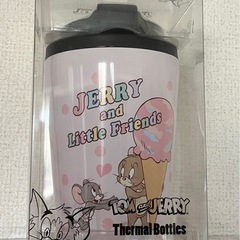 JERRY
and
Little Friends
TOM and JERRY
Thermal Bottles